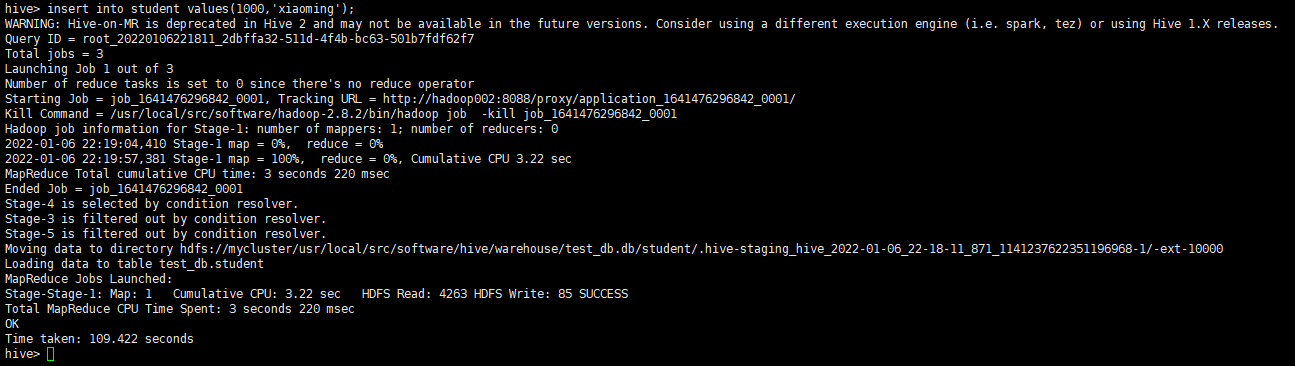 hive> insert into student values(1000,'xiaoming');
WARNING: Hive-on-MR is deprecated in Hive 2 and may not be available in the future versions. Consider using a different execution engine (i.e. spark, tez) or using Hive 1.X releases.
Query ID = root_20220106221811_2dbffa32-511d-4f4b-bc63-501b7fdf62f7
Total jobs = 3
Launching Job 1 out of 3
Number of reduce tasks is set to 0 since there's no reduce operator
Starting Job = job_1641476296842_0001, Tracking URL = http://hadoop002:8088/proxy/application_1641476296842_0001/
Kill Command = /usr/local/src/software/hadoop-2.8.2/bin/hadoop job  -kill job_1641476296842_0001
Hadoop job information for Stage-1: number of mappers: 1; number of reducers: 0
2022-01-06 22:19:04,410 Stage-1 map = 0%,  reduce = 0%
2022-01-06 22:19:57,381 Stage-1 map = 100%,  reduce = 0%, Cumulative CPU 3.22 sec
MapReduce Total cumulative CPU time: 3 seconds 220 msec
Ended Job = job_1641476296842_0001
Stage-4 is selected by condition resolver.
Stage-3 is filtered out by condition resolver.
Stage-5 is filtered out by condition resolver.
Moving data to directory hdfs://mycluster/usr/local/src/software/hive/warehouse/test_db.db/student/.hive-staging_hive_2022-01-06_22-18-11_871_1141237622351196968-1/-ext-10000
Loading data to table test_db.student
MapReduce Jobs Launched:
Stage-Stage-1: Map: 1   Cumulative CPU: 3.22 sec   HDFS Read: 4263 HDFS Write: 85 SUCCESS
Total MapReduce CPU Time Spent: 3 seconds 220 msec
OK
Time taken: 109.422 seconds
hive>